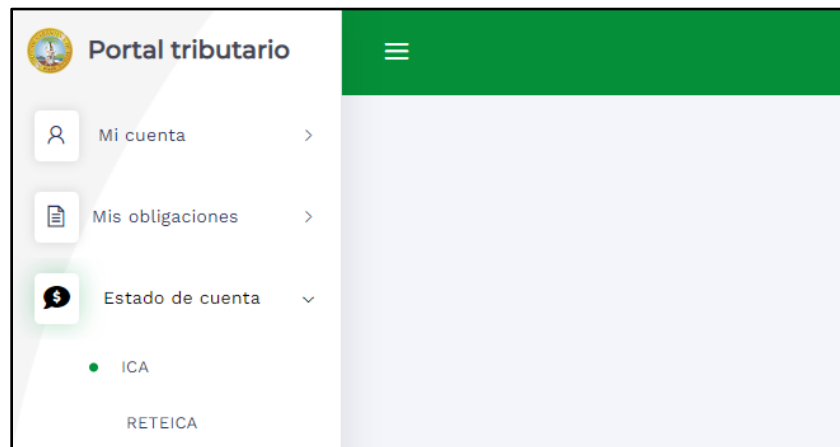 Portal tributario
Mi cuenta
Mis obligaciones
Estado de cuenta
ICA
RETEICA